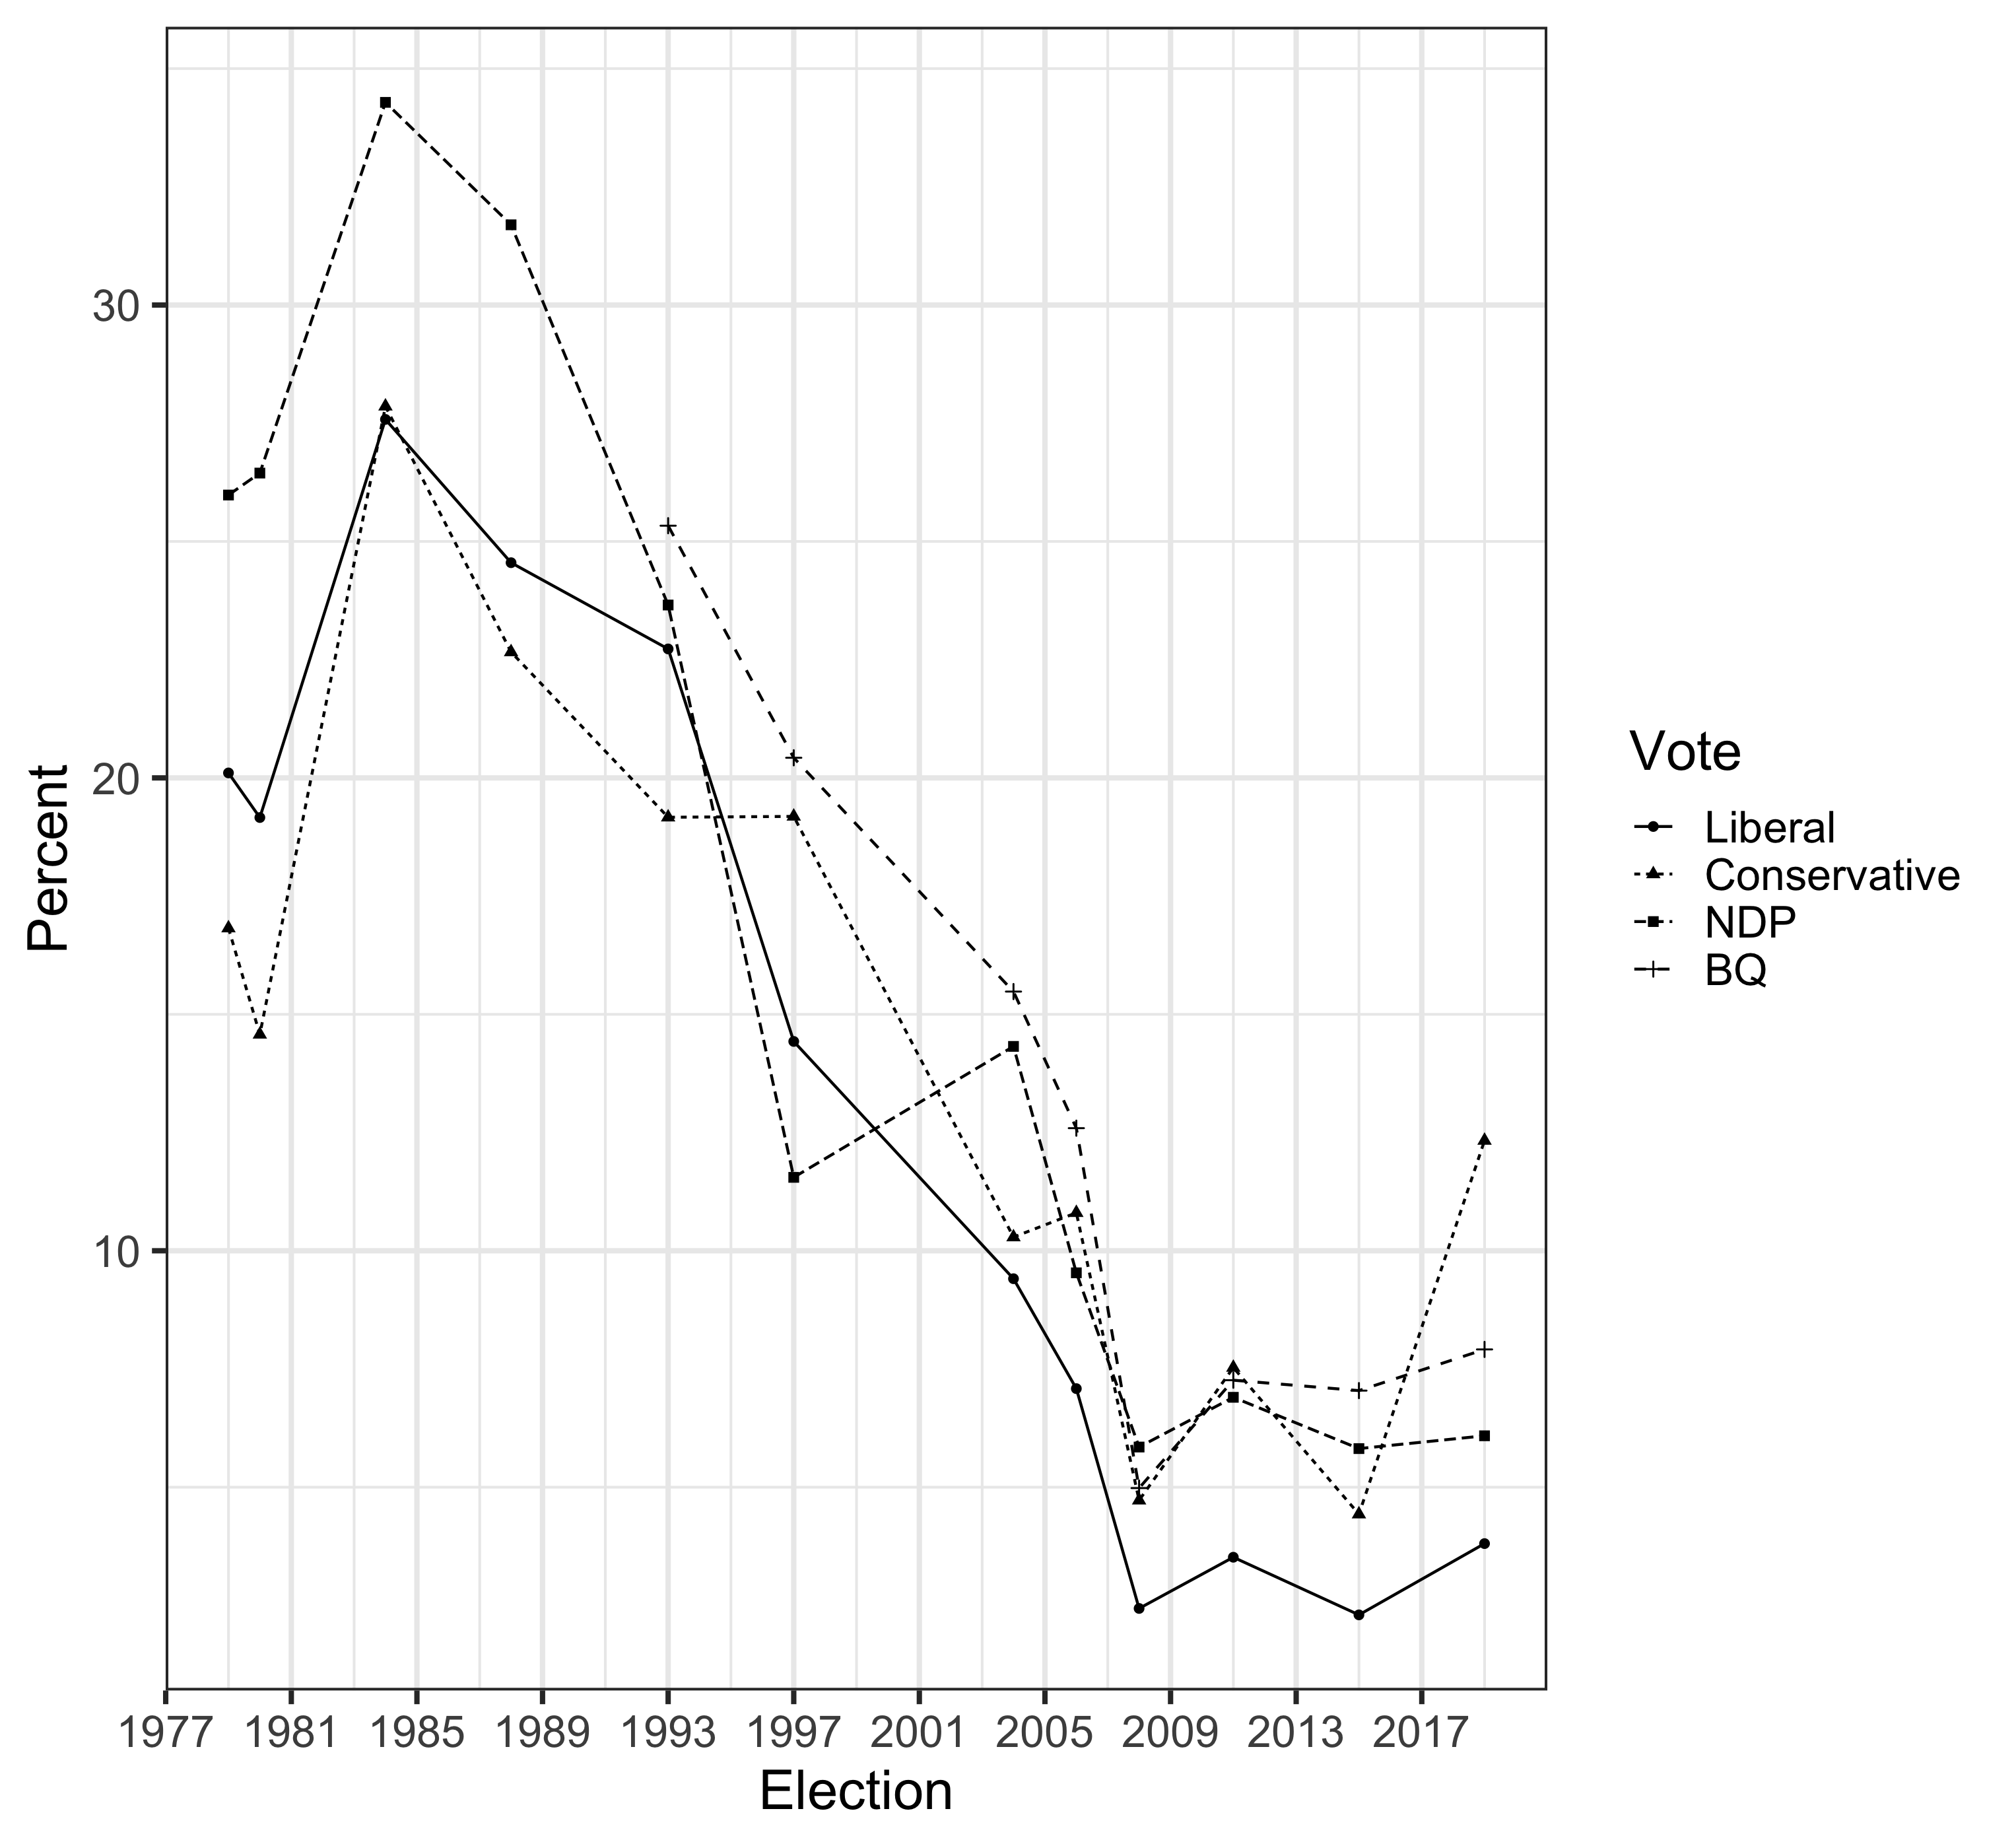 Percent
30
20
10
1977 1981 1985 1989 1993 1997 2001 2005 2009 2013 2017
Election
Vote
Liberal
Conservative
NDP
BQ